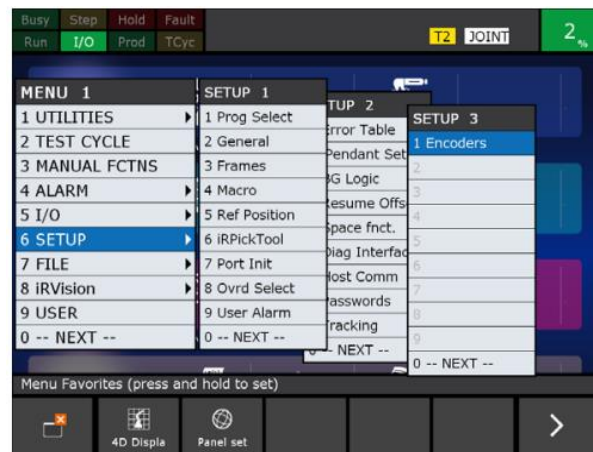 Busy Step Hold Fault
Run I/O Prod TCyc
T2 JOINT
2 %
MENU 1
1 UTILITIES
2 TEST CYCLE
3 MANUAL FCTNS
4 ALARM
5 I/O
6 SETUP
7 FILE
8 iRVision
9 USER
0 -- NEXT --
SETUP 1
1 Prog Select
2 General
3 Frames
4 Macro
5 Ref Position
6 iRPickTool
7 Port Init
8 Ovrd Select
9 User Alarm
0 -- NEXT --
TUP 2
Error Table
Pendant Set
BG Logic
Resume Offs
Space fnct.
Diag Interfac
Host Comm
Passwords
Tracking
0 -- NEXT --
SETUP 3
1 Encoders
2
3
4
5
6
7
8
9
0 -- NEXT --
Menu Favorites (press and hold to set)
4D Displa
Panel set